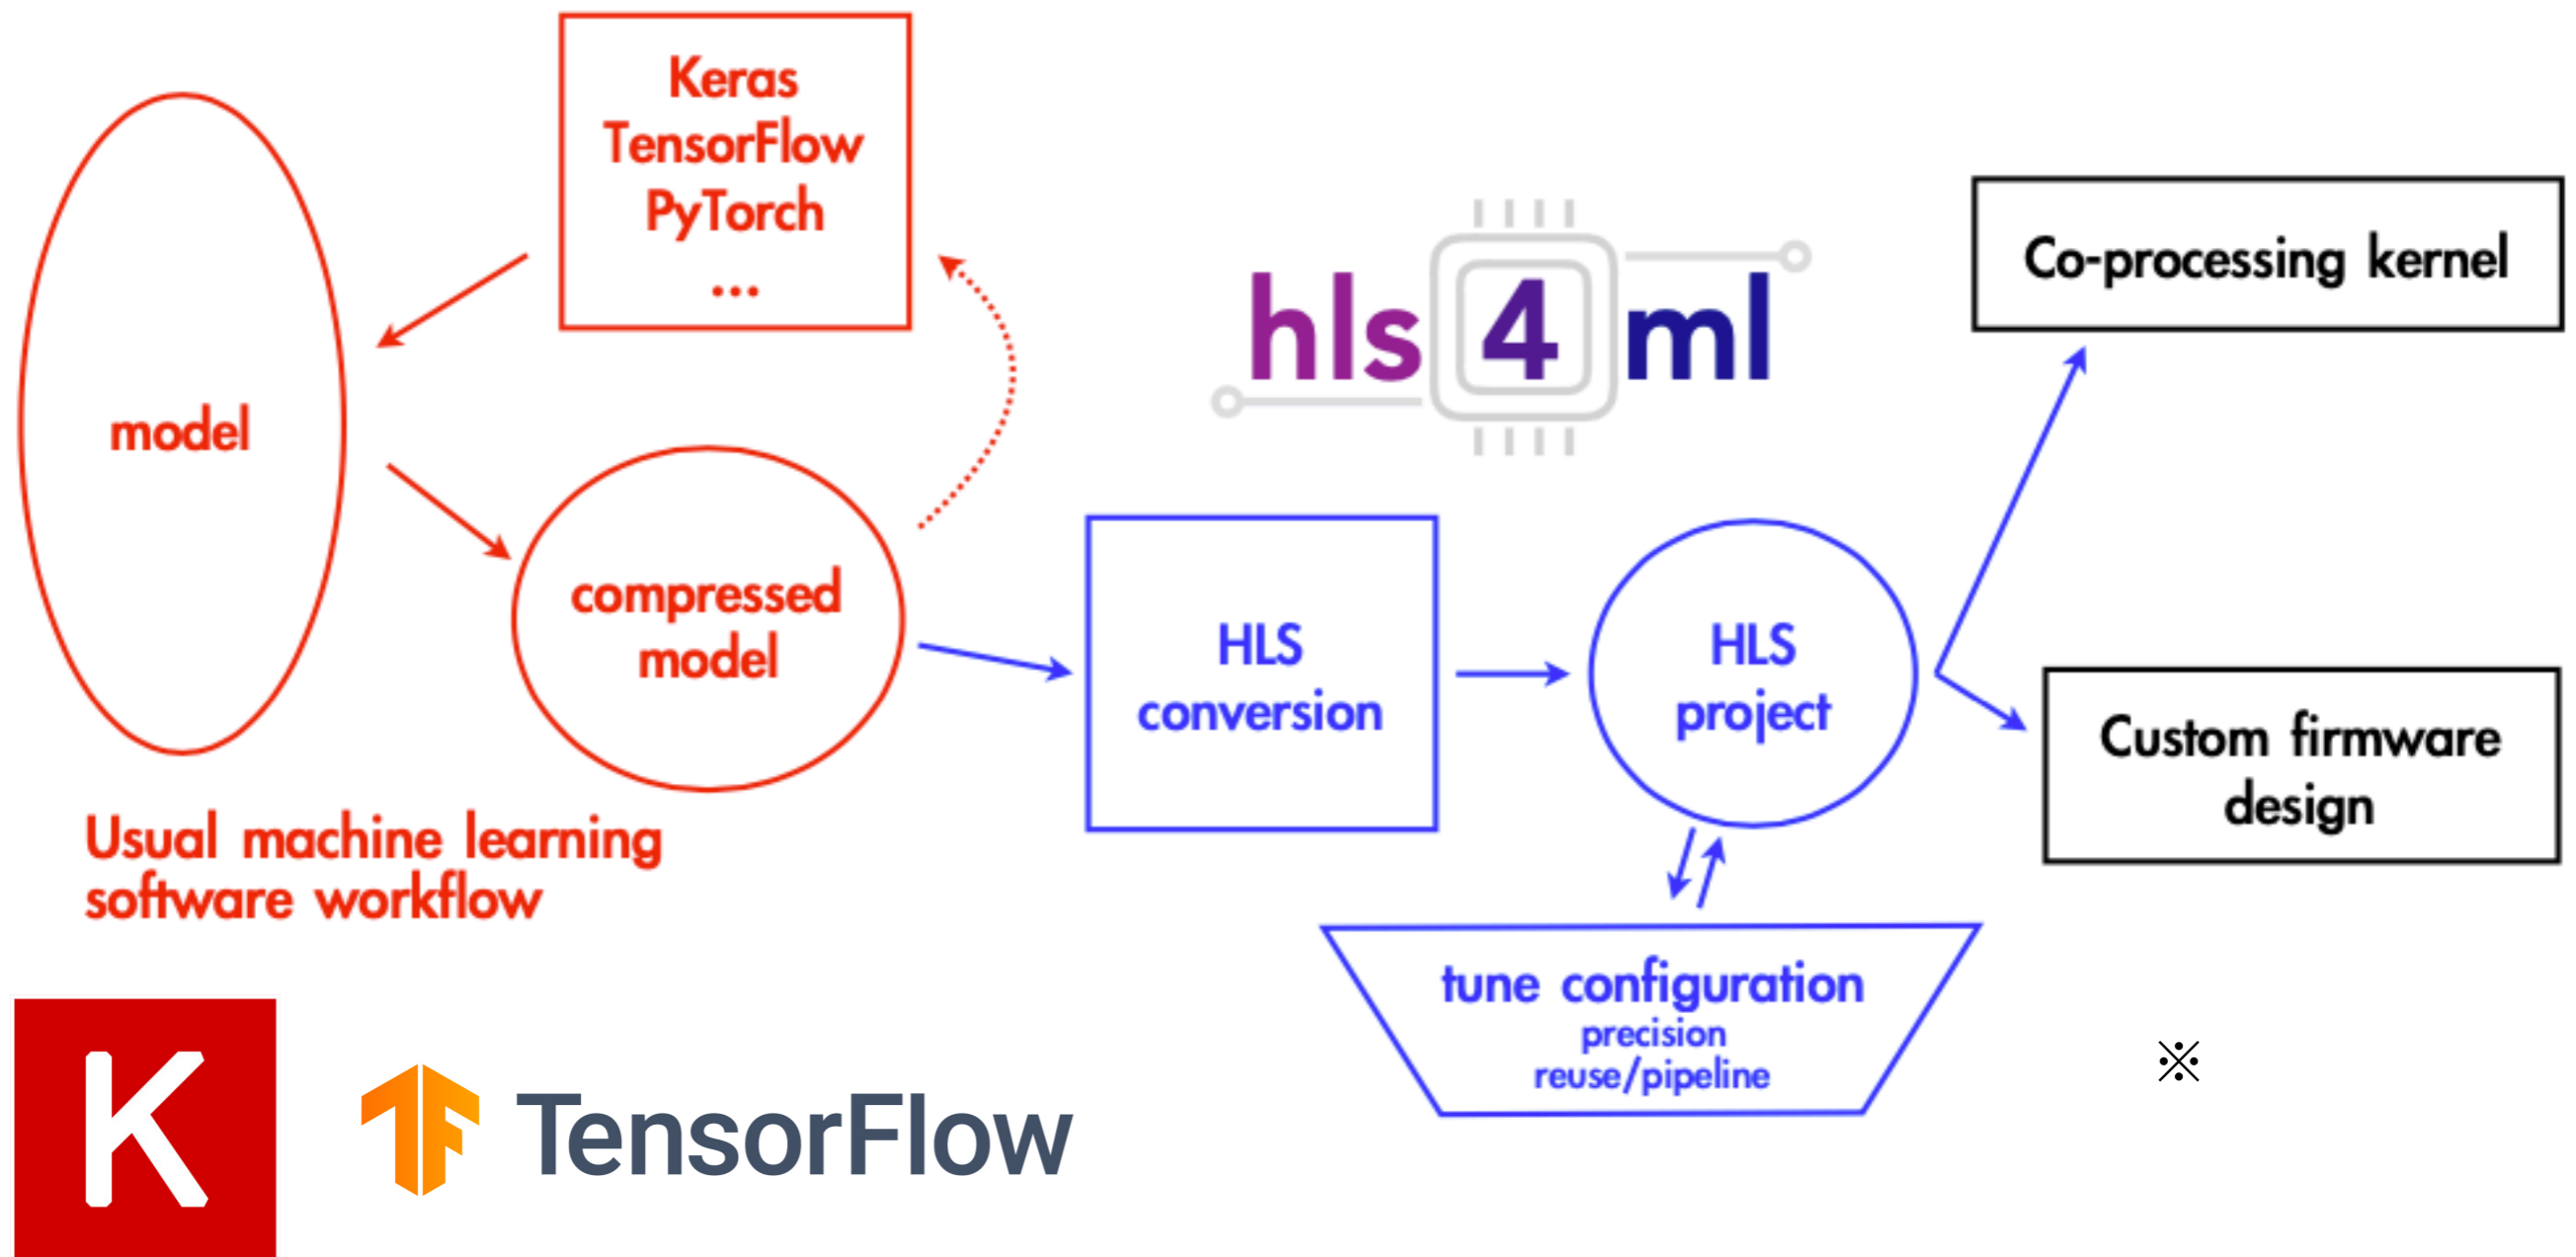 Keras
TensorFlow
PyTorch
...
model
compressed
model
Usual machine learning
software workflow
hls4ml
HLS
conversion
HLS
project
tune configuration
precision
reuse/pipeline
Co-processing kernel
Custom firmware
design
※
K
TensorFlow